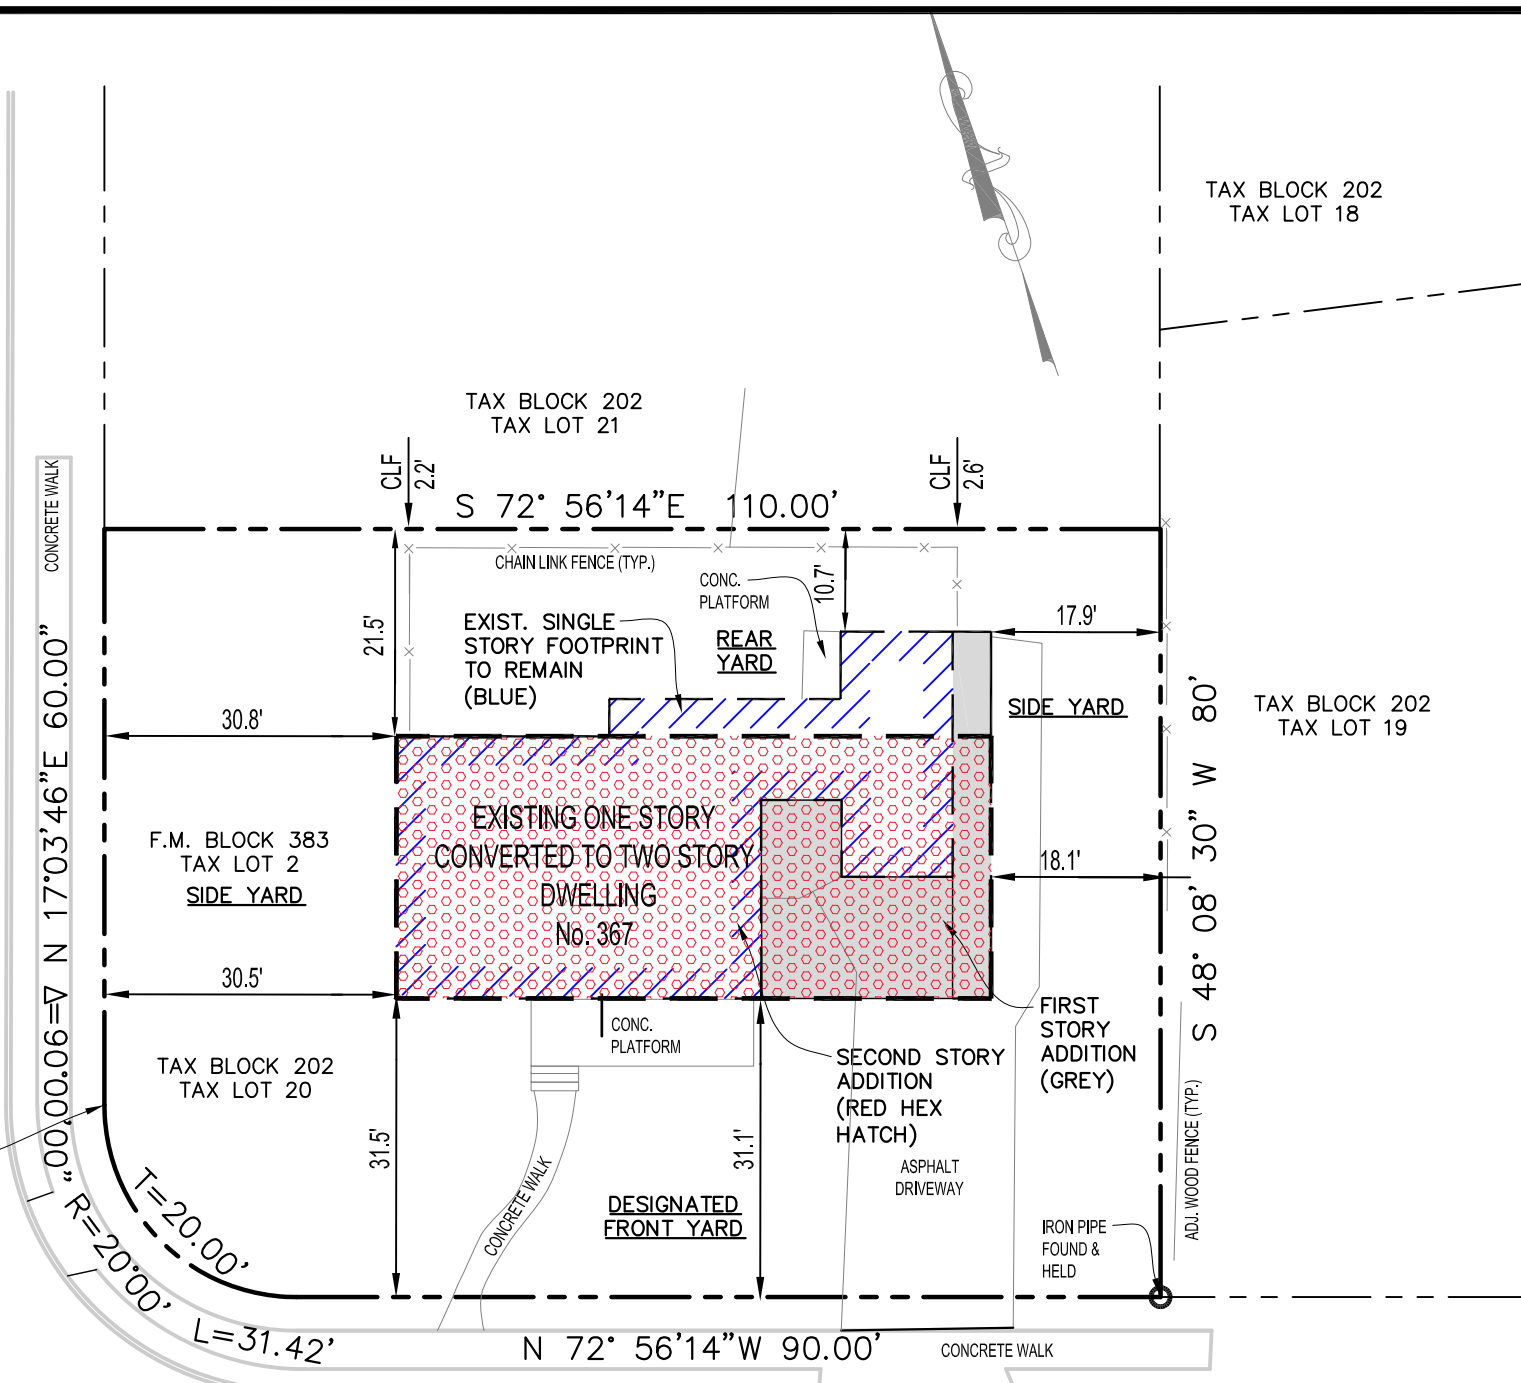 TAX BLOCK 202
TAX LOT 18
TAX BLOCK 202
TAX LOT 21
CLF
2.2'
CLF
2.6'
S 72° 56'14"E 110.00'
CONCRETE WALK
CHAIN LINK FENCE (TYP.)
CONC.
PLATFORM
10.7'
21.5'
EXIST. SINGLE
STORY FOOTPRINT
TO REMAIN
(BLUE)
REAR
YARD
17.9'
SIDE YARD
TAX BLOCK 202
TAX LOT 19
30.8'
N 17°03'46"E 60.00"
S 48° 08' 30" W 80'
F.M. BLOCK 383
TAX LOT 2
SIDE YARD
EXISTING ONE STORY
CONVERTED TO TWO STORY
DWELLING
No. 367
18.1'
30.5'
CONC.
PLATFORM
FIRST
STORY
ADDITION
(GREY)
SECOND STORY
ADDITION
(RED HEX
HATCH)
TAX BLOCK 202
TAX LOT 20
∇=90.00'00"
31.5'
31.1'
CONCRETE WALK
ASPHALT
DRIVEWAY
ADJ. WOOD FENCE (TYP.)
DESIGNATED
FRONT YARD
IRON PIPE
FOUND &
HELD
T=20.00'
R=20°00'
L=31.42'
N 72° 56'14"W 90.00'
CONCRETE WALK